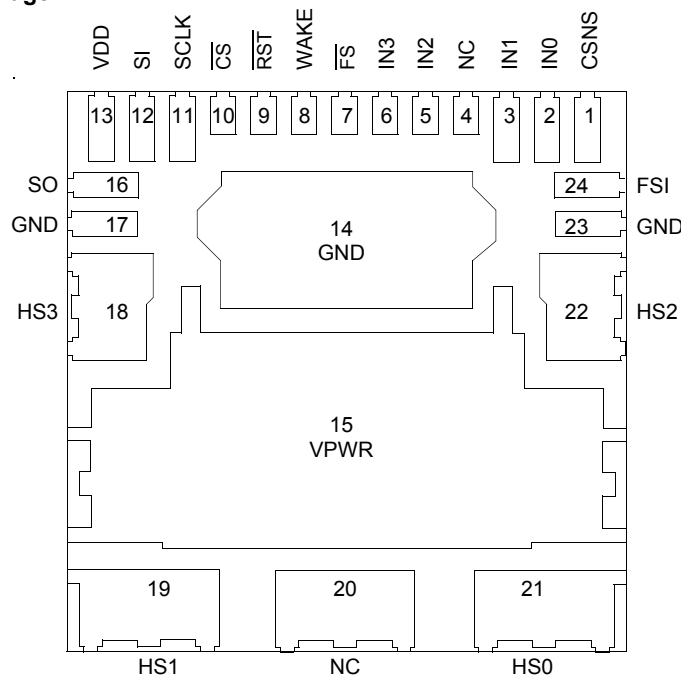 VDD SI SCLK CS RST WAKE FS IN3 IN2 NC IN1 IN0 CSNS
13 12 11 10 9 8 7 6 5 4 3 2 1
SO 16 24 FSI
GND 17 14 23 GND
GND
HS3 18 22 HS2
15
VPWR
19 20 21
HS1 NC HS0